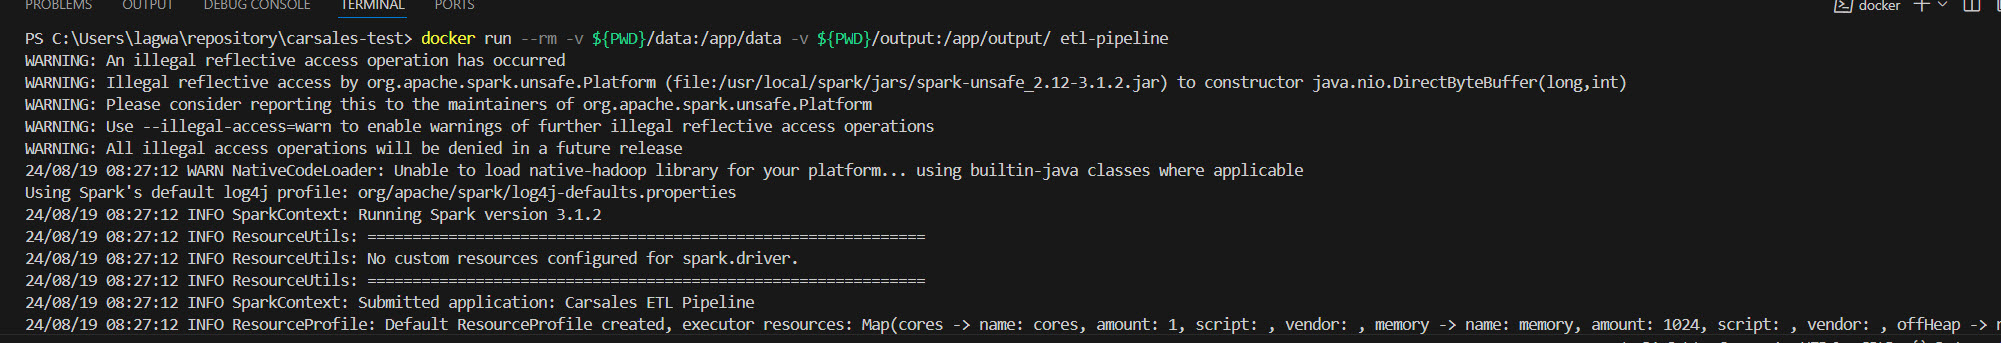 PROBLEMS OUTPUT DEBUG CONSOLE TERMINAL PORTS docker
PS C:\Users\lagwa\repository\carsales-test> docker run --rm -v ${PWD}/data:/app/data -v ${PWD}/output:/app/output/ etl-pipeline
WARNING: An illegal reflective access operation has occurred
WARNING: Illegal reflective access by org.apache.spark.unsafe.Platform (file:/usr/local/spark/jars/spark-unsafe_2.12-3.1.2.jar) to constructor java.nio.DirectByteBuffer(long,int)
WARNING: Please consider reporting this to the maintainers of org.apache.spark.unsafe.Platform
WARNING: Use --illegal-access=warn to enable warnings of further illegal reflective access operations
WARNING: All illegal access operations will be denied in a future release
24/08/19 08:27:12 WARN NativeCodeLoader: Unable to load native-hadoop library for your platform... using builtin-java classes where applicable
Using Spark's default log4j profile: org/apache/spark/log4j-defaults.properties
24/08/19 08:27:12 INFO SparkContext: Running Spark version 3.1.2
24/08/19 08:27:12 INFO ResourceUtils: ==============================================================
24/08/19 08:27:12 INFO ResourceUtils: No custom resources configured for spark.driver.
24/08/19 08:27:12 INFO ResourceUtils: ==============================================================
24/08/19 08:27:12 INFO SparkContext: Submitted application: Carsales ETL Pipeline
24/08/19 08:27:12 INFO ResourceProfile: Default ResourceProfile created, executor resources: Map(cores -> name: cores, amount: 1, script: , vendor: , memory -> name: memory, amount: 1024, script: , vendor: , offHeap ->